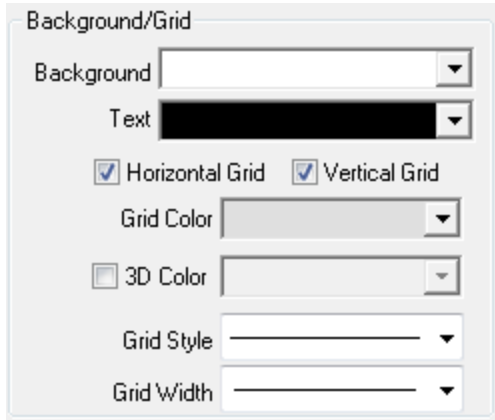 Background/Grid
Background
Text
Horizontal Grid Vertical Grid
Grid Color
3D Color
Grid Style
Grid Width